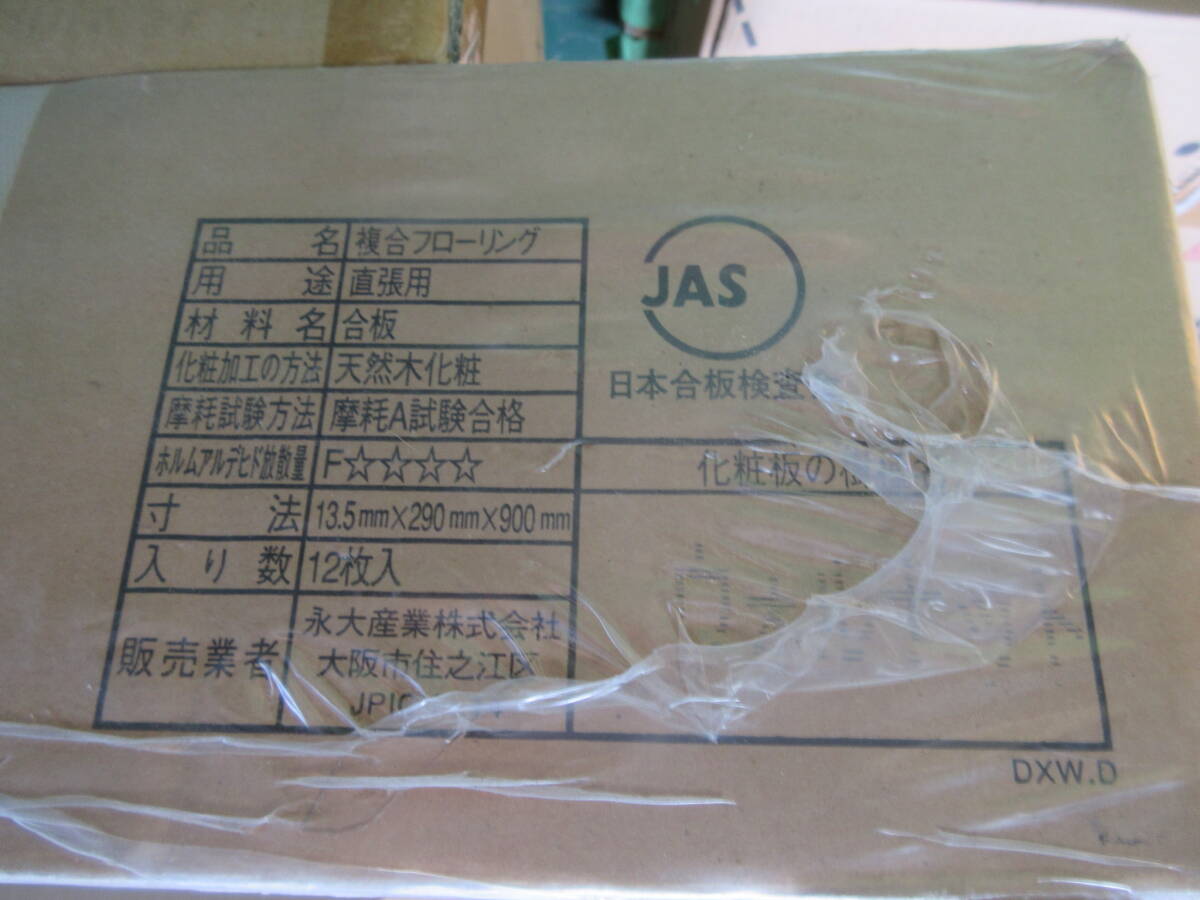 品名 複合フローリング
用途 直張用
材料名 合板
化粧加工の方法 天然木化粧
摩耗試験方法 摩耗A試験合格
ホルムアルデヒド放散量 F☆☆☆☆
寸法 13.5mm×290mm×900mm
入り数 12枚入
販売業者 永大産業株式会社
大阪市住之江区
JPIC
JAS
日本合板検査
化粧板の樹種名
DXW.D